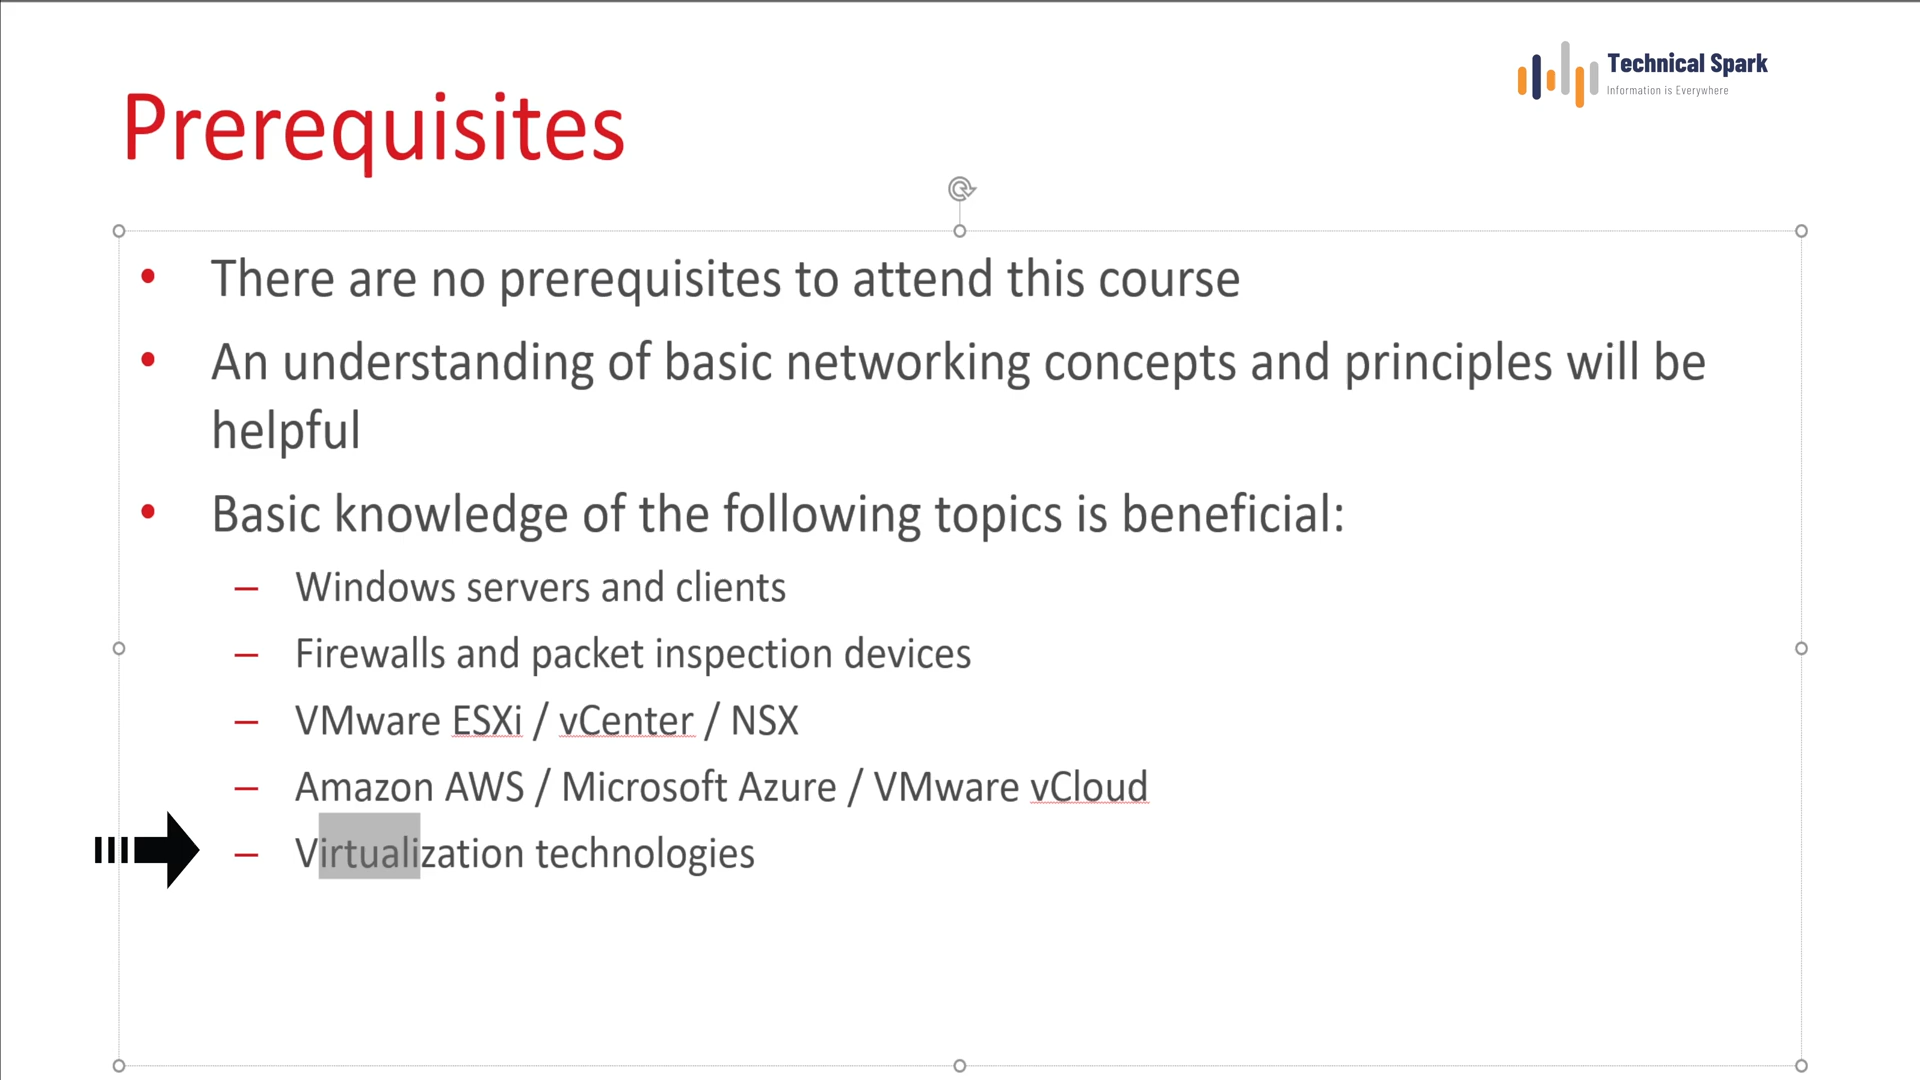 Technical Spark
Information is Everywhere
Prerequisites
• There are no prerequisites to attend this course
• An understanding of basic networking concepts and principles will be
helpful
• Basic knowledge of the following topics is beneficial:
– Windows servers and clients
– Firewalls and packet inspection devices
– VMware ESXi / vCenter / NSX
– Amazon AWS / Microsoft Azure / VMware vCloud
– Virtualization technologies